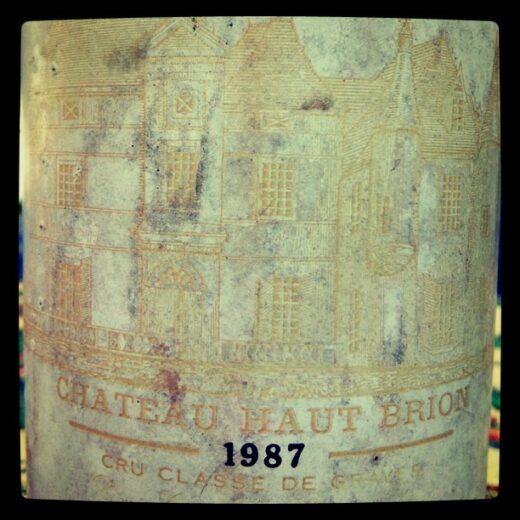 CHATEAU HAUT BRION
1987
CRU CLASSE DE GRAVES